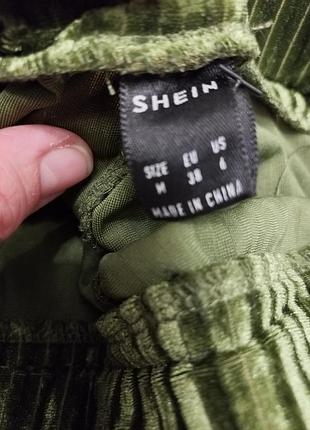 SHEIN
SIZE EU US
M 38 6
MADE IN CHINA